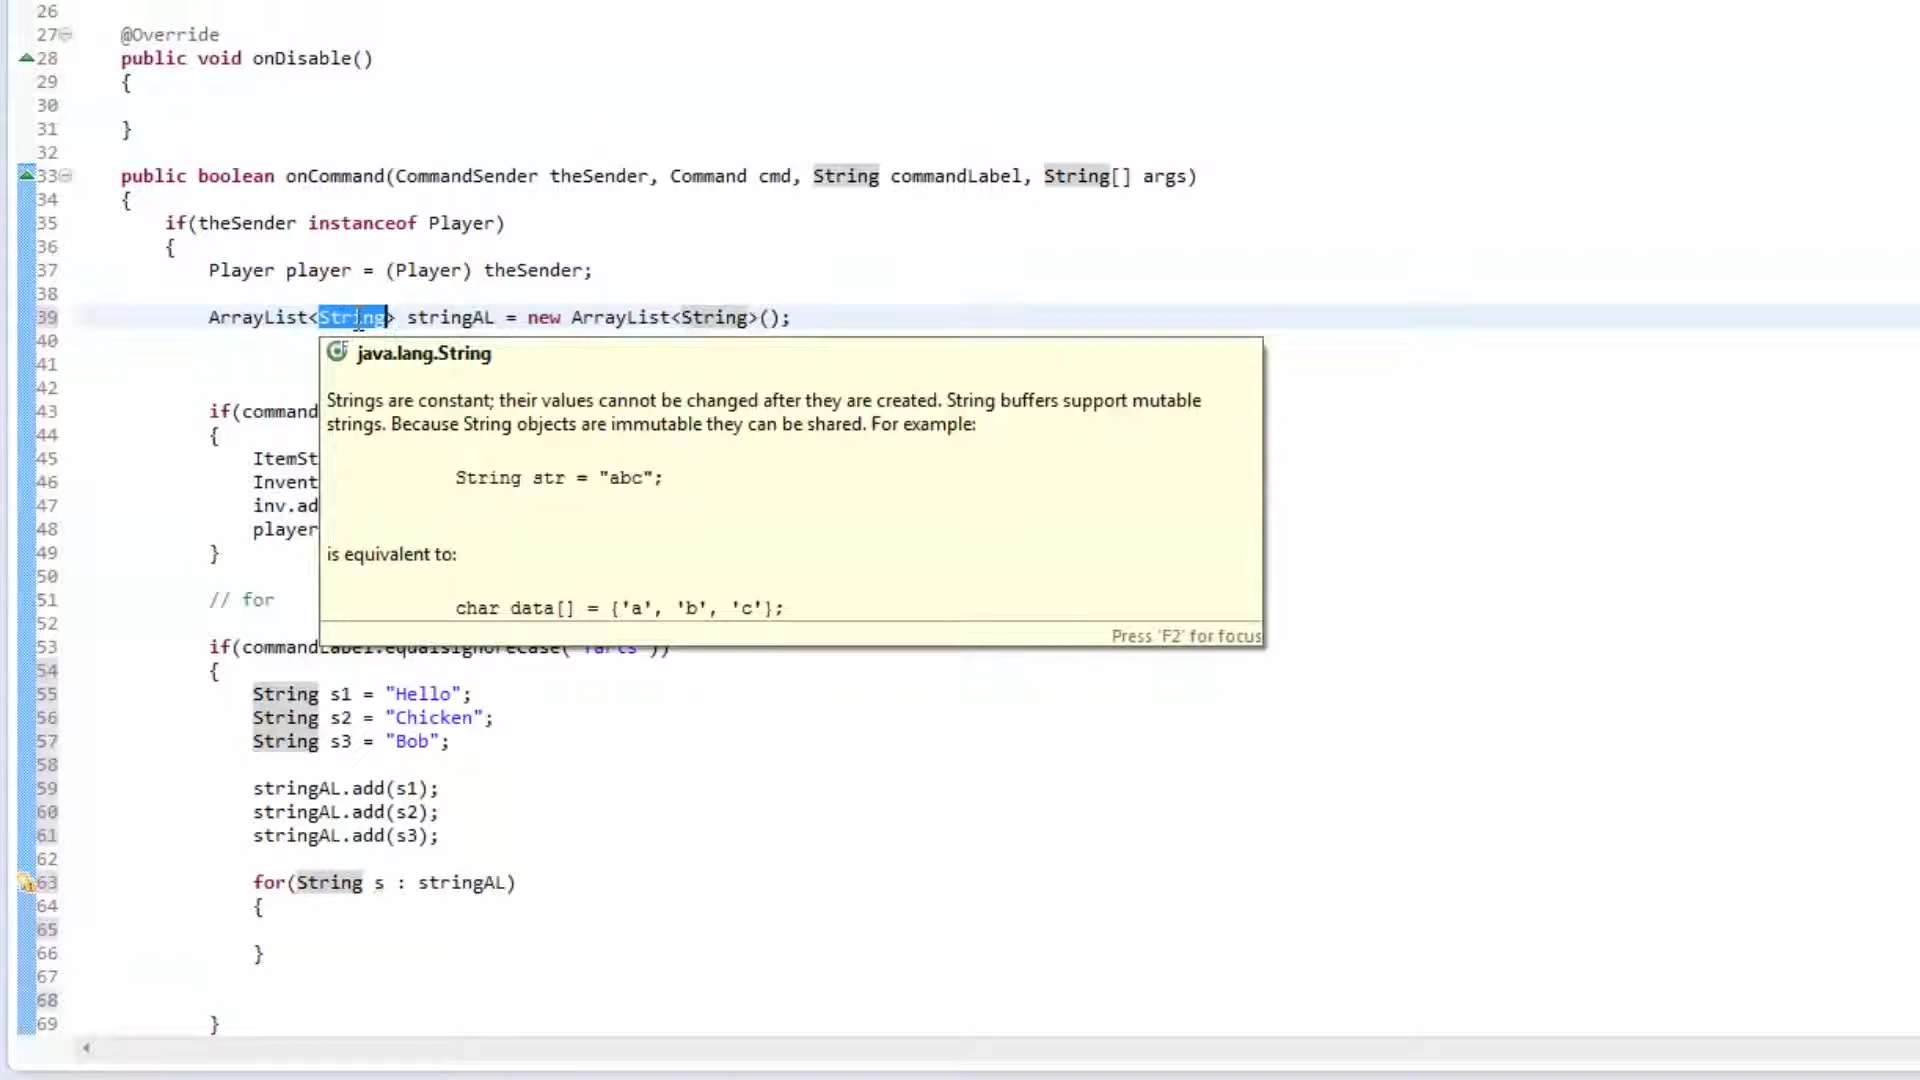 26
27 @Override
28 public void onDisable()
29 {
30
31 }
32
33 public boolean onCommand(CommandSender theSender, Command cmd, String commandLabel, String[] args)
34 {
35 if(theSender instanceof Player)
36 {
37 Player player = (Player) theSender;
38
39 ArrayList<String> stringAL = new ArrayList<String>();
40
java.lang.String
41
42
Strings are constant; their values cannot be changed after they are created. String buffers support mutable
43 if(command
strings. Because String objects are immutable they can be shared. For example:
44 {
45 ItemSt
String str = "abc";
46 Invent
47 inv.ad
48 player
49 }
is equivalent to:
50
51 // for
char data[] = {'a', 'b', 'c'};
52
Press 'F2' for focus
53 if(commandLabel.equalsIgnoreCase(
54 {
55 String s1 = "Hello";
56 String s2 = "Chicken";
57 String s3 = "Bob";
58
59 stringAL.add(s1);
60 stringAL.add(s2);
61 stringAL.add(s3);
62
63 for(String s : stringAL)
64 {
65
66 }
67
68
69 }